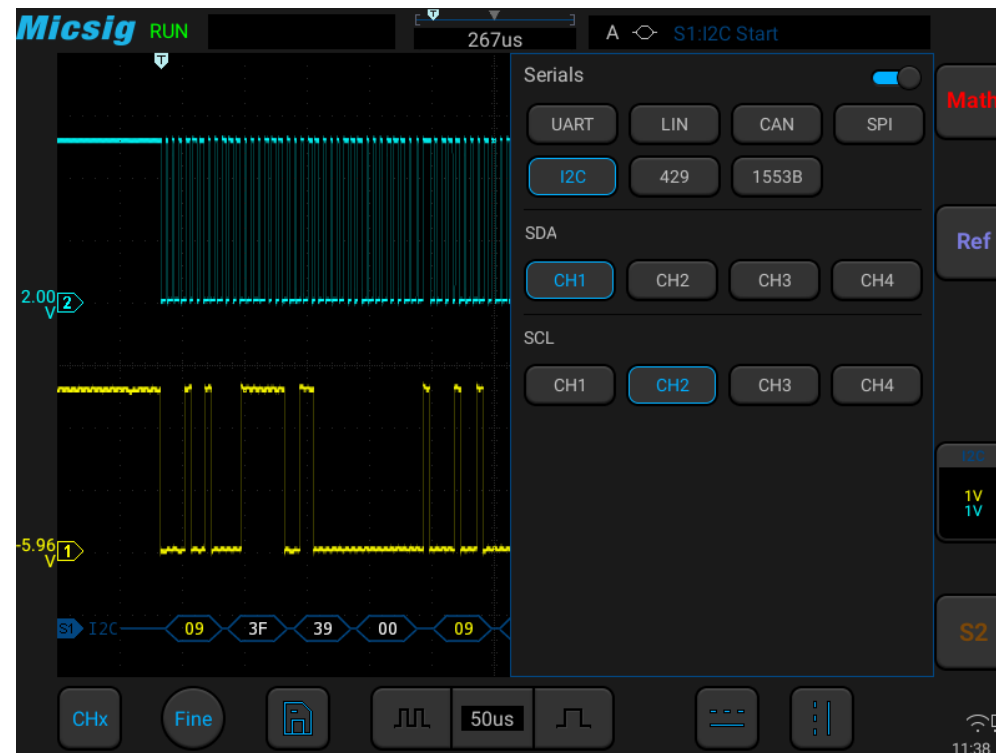 Micsig RUN
T
267us
A S1:I2C Start
T
Serials
UART LIN CAN SPI
I2C 429 1553B
Math
SDA
CH1 CH2 CH3 CH4
Ref
2.00 2
V
SCL
CH1 CH2 CH3 CH4
I2C
1V
1V
-5.96 1
V
S1 I2C 09 3F 39 00 09
S2
CHx Fine 50us
11:38